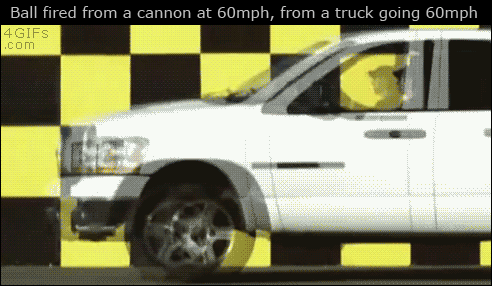 Ball fired from a cannon at 60mph, from a truck going 60mph
4GIFs
.com